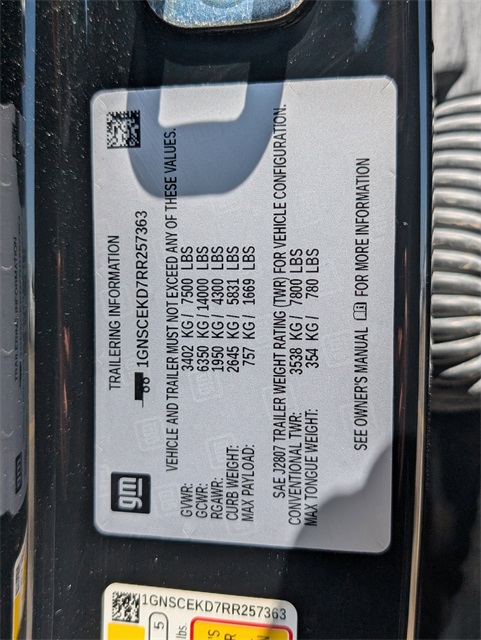 TRAILERING INFORMATION
gm
1GNSCEKD7RR257363
VEHICLE AND TRAILER MUST NOT EXCEED ANY OF THESE VALUES.
GVWR: 3402 KG / 7500 LBS
GCWR: 6350 KG / 14000 LBS
RGAWR: 1950 KG / 4300 LBS
CURB WEIGHT: 2645 KG / 5831 LBS
MAX PAYLOAD: 757 KG / 1669 LBS
SAE J2807 TRAILER WEIGHT RATING (TWR) FOR VEHICLE CONFIGURATION.
CONVENTIONAL TWR: 3538 KG / 7800 LBS
MAX TONGUE WEIGHT: 354 KG / 780 LBS
SEE OWNER'S MANUAL FOR MORE INFORMATION
1GNSCEKD7RR257363
5
lbs.